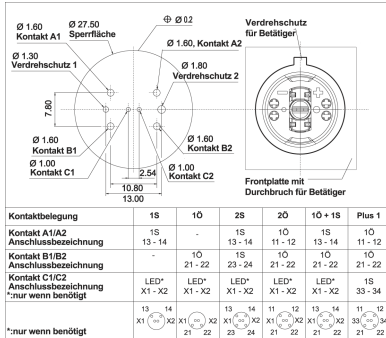 Ø 1.60
Kontakt A1
Ø 27.50
Sperrfläche
Ø 0.2
Ø 1.60, Kontakt A2
Ø 1.30
Verdrehschutz 1
Ø 1.80
Verdrehschutz 2
7.80
Ø 1.60
Kontakt B1
Ø 1.00
Kontakt C1
Ø 1.60
Kontakt B2
Ø 1.00
Kontakt C2
2.54
10.80
13.00
Verdrehschutz
für Betätiger
Frontplatte mit
Durchbruch für Betätiger
Kontaktbelegung 1S 1Ö 2S 2Ö 1Ö + 1S Plus 1
Kontakt A1/A2 1S - 1S 1Ö 1Ö 1Ö
Anschlussbezeichnung 13 - 14 13 - 14 11 - 12 11 - 12 11 - 12
Kontakt B1/B2 - 1Ö 2S 2Ö 1Ö 1Ö
Anschlussbezeichnung 21 - 22 23 - 24 21 - 22 21 - 22 21 - 22
Kontakt C1/C2 LED* LED* LED* LED* LED* 1S
Anschlussbezeichnung X1 - X2 X1 - X2 X1 - X2 X1 - X2 X1 - X2 33 - 34
*:nur wenn benötigt
13 14 13 14 11 12 11 12 11 12
X1 X2 X1 X2 X1 X2 X1 X2 X1 X2 33 34
*:nur wenn benötigt 21 22 23 24 21 22 21 22 21 22